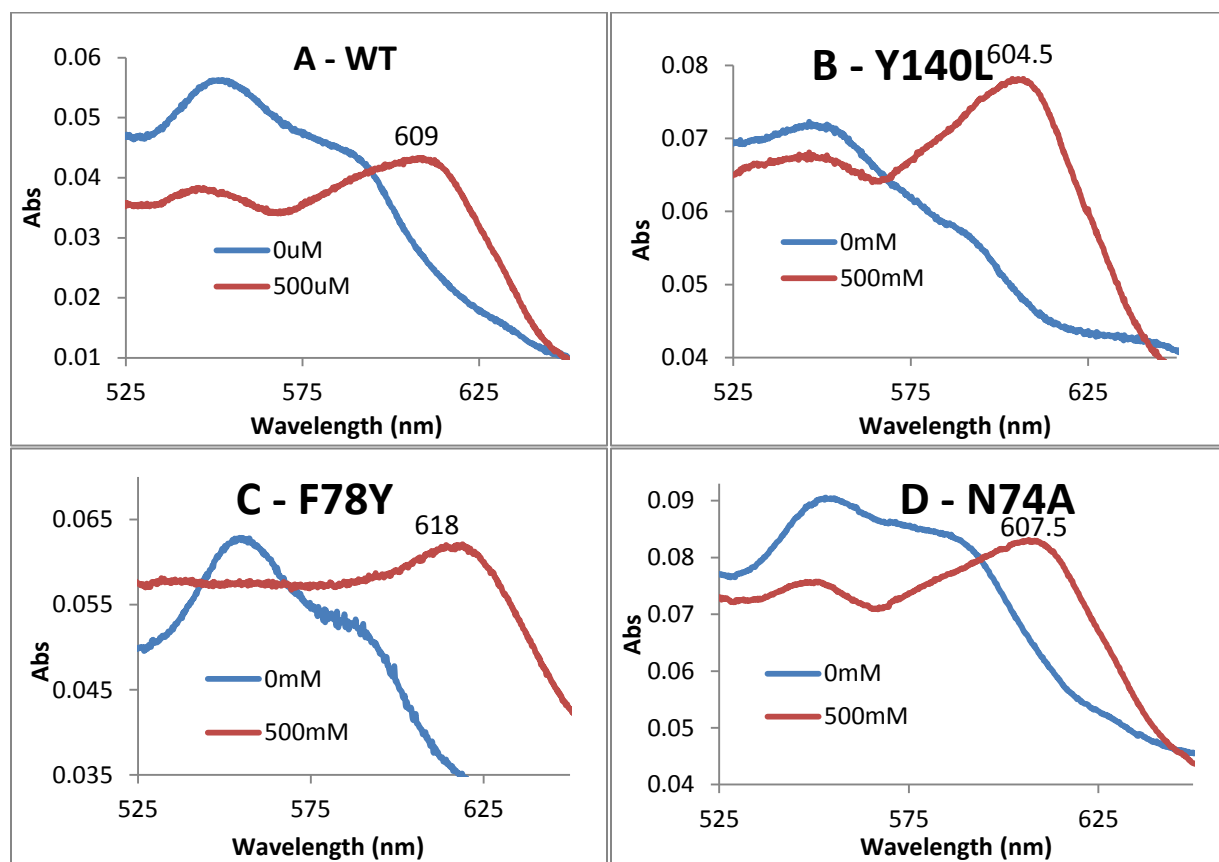 A - WT
0.06
0.05
0.04
0.03
0.02
0.01
609
0uM
500uM
525
575
625
Wavelength (nm)
Abs
B - Y140L
604.5
0.08
0.07
0.06
0.05
0.04
0mM
500mM
525
575
625
Wavelength (nm)
Abs
C - F78Y
618
0.065
0.055
0.045
0.035
0mM
500mM
525
575
625
Wavelength (nm)
Abs
D - N74A
607.5
0.09
0.08
0.07
0.06
0.05
0.04
0mM
500mM
525
575
625
Wavelength (nm)
Abs